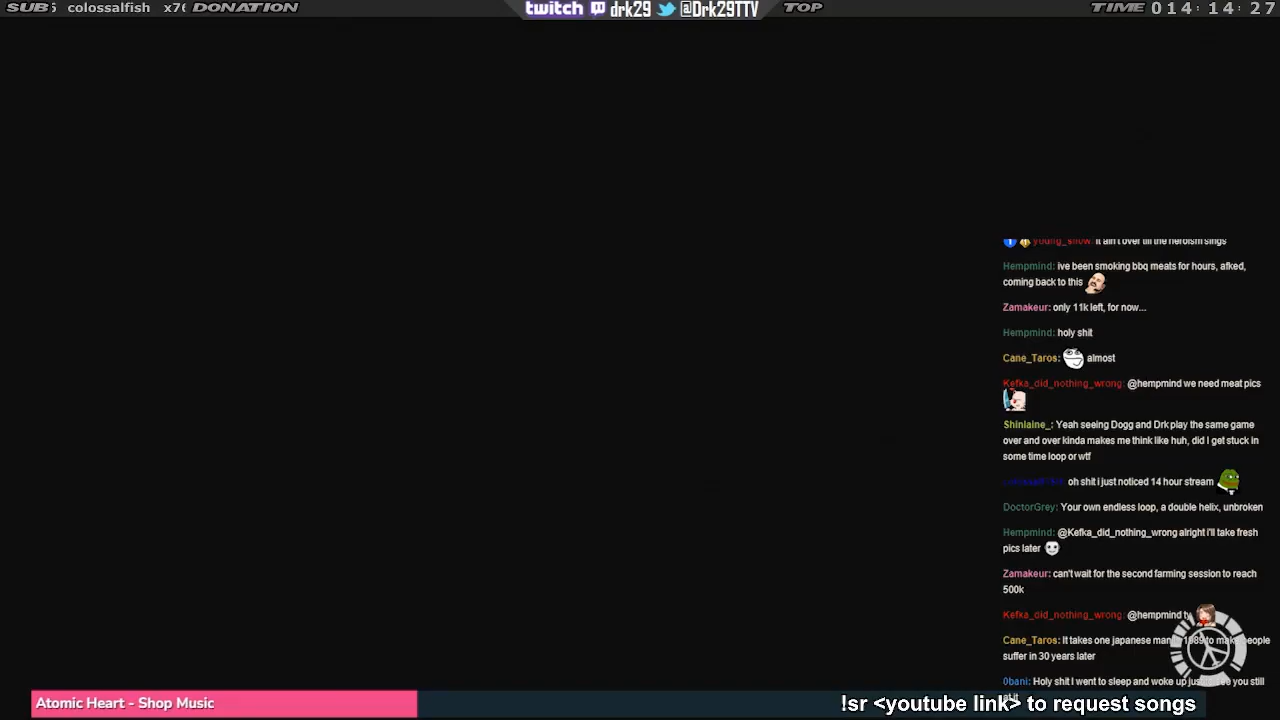 SUBS colossalfish x76 DONATION twitch drk29 @Drk29TTV TOP TIME 014:14:27
young_snow: It ain't over till the heroism sings
Hempmind: ive been smoking bbq meats for hours, afked,
coming back to this
Zamakeur: only 11k left, for now...
Hempmind: holy shit
Cane_Taros: almost
Kefka_did_nothing_wrong: @hempmind we need meat pics
Shinlaine_: Yeah seeing Dogg and Drk play the same game
over and over kinda makes me think like huh, did I get stuck in
some time loop or wtf
oh shit i just noticed 14 hour stream
DoctorGrey: Your own endless loop, a double helix, unbroken
Hempmind: @Kefka_did_nothing_wrong alright i'll take fresh
pics later
Zamakeur: can't wait for the second farming session to reach
500k
Kefka_did_nothing_wrong: @hempmind ty
Cane_Taros: It takes one japanese man 1989 to make people
suffer in 30 years later
0bani: Holy shit I went to sleep and woke up just you still
at it
Atomic Heart - Shop Music
!sr <youtube link> to request songs